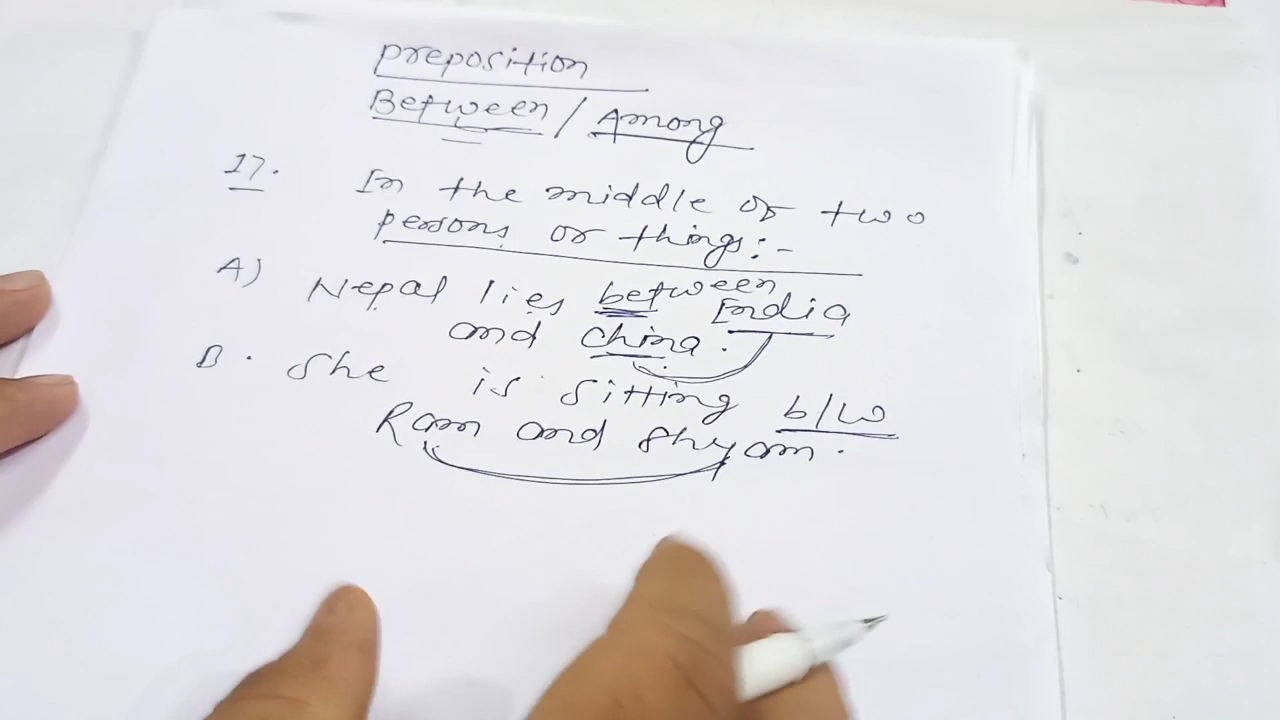 preposition
Between / Among
17. In the middle of two
persons or things:-
A) Nepal lies between
India
and china.
B. She is sitting b/w
Ram and Shyam.